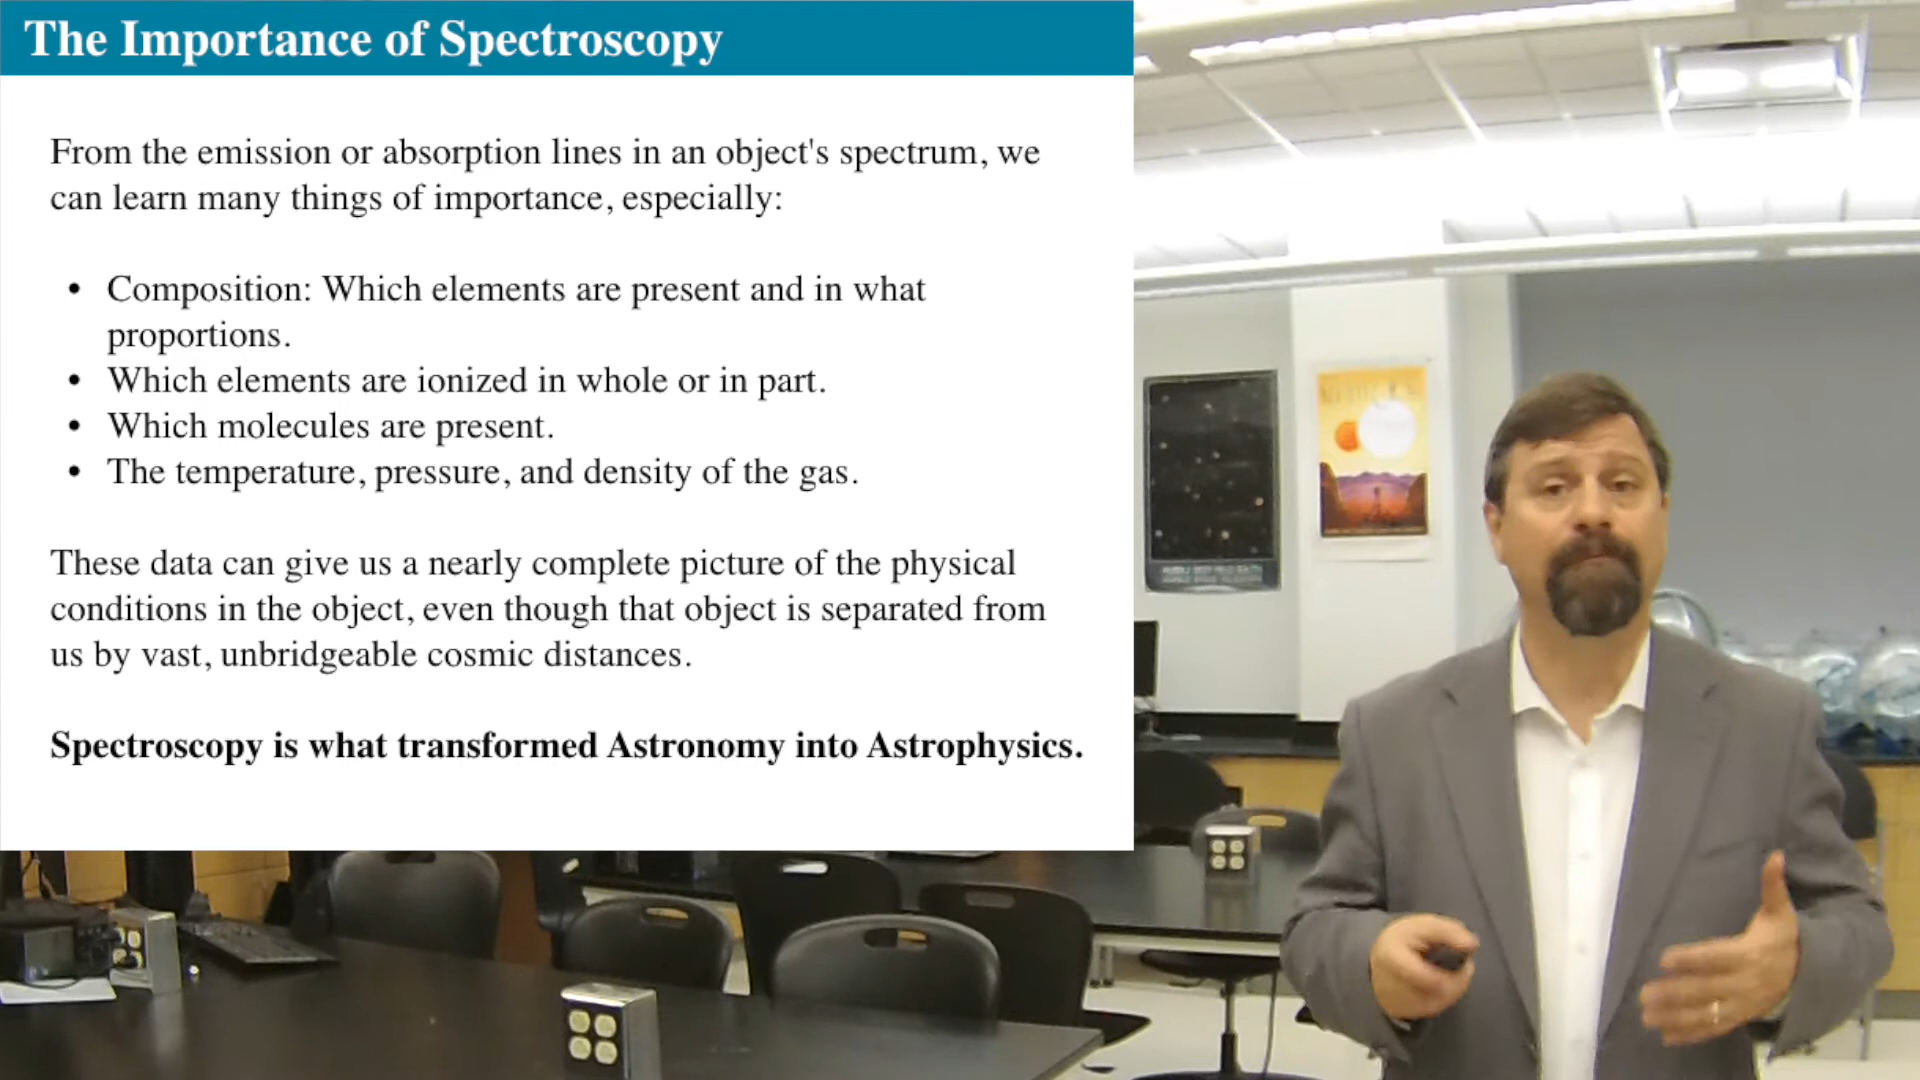 The Importance of Spectroscopy
From the emission or absorption lines in an object's spectrum, we
can learn many things of importance, especially:
• Composition: Which elements are present and in what
proportions.
• Which elements are ionized in whole or in part.
• Which molecules are present.
• The temperature, pressure, and density of the gas.
These data can give us a nearly complete picture of the physical
conditions in the object, even though that object is separated from
us by vast, unbridgeable cosmic distances.
Spectroscopy is what transformed Astronomy into Astrophysics.